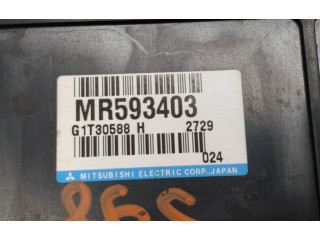 MR593403
G1T30588 H 2729
024
MITSUBISHI ELECTRIC CORP., JAPAN